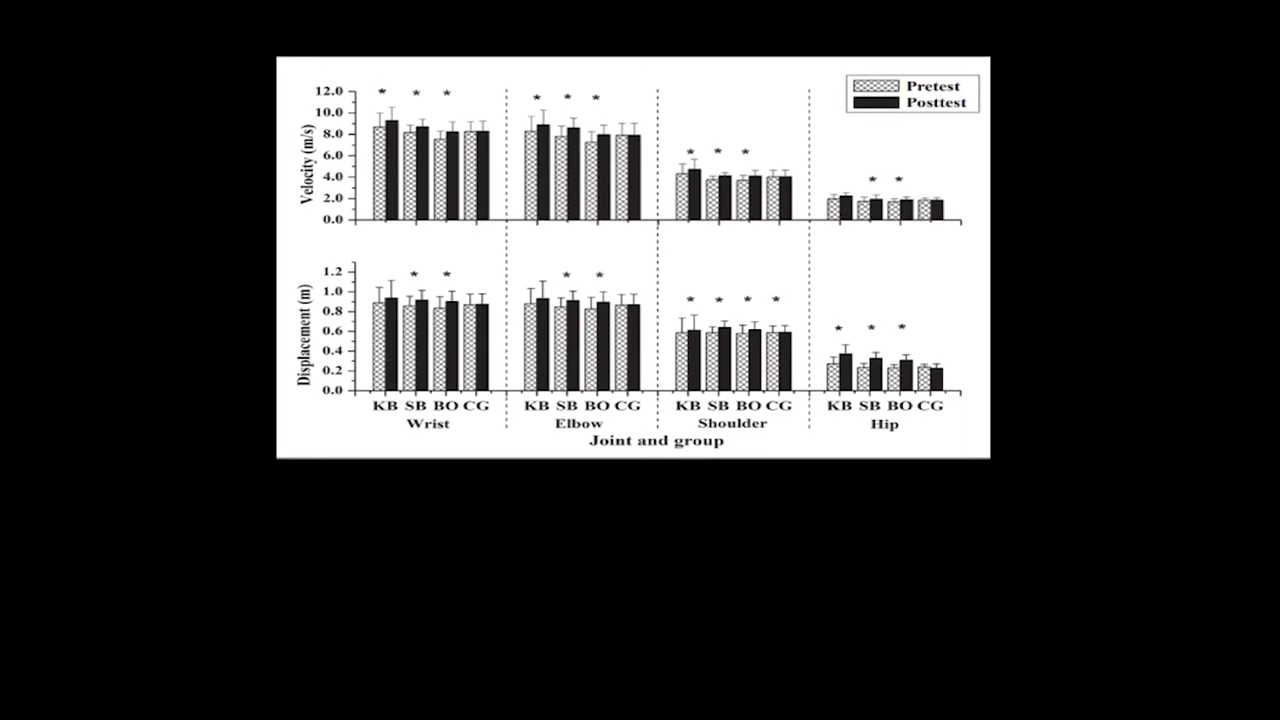 Pretest
Posttest
12.0
10.0
8.0
6.0
4.0
2.0
0.0
Velocity (m/s)
* * * * * * * * * * *
1.2
1.0
0.8
0.6
0.4
0.2
0.0
Displacement (m)
* * * * * * * * * * *
KB SB BO CG KB SB BO CG KB SB BO CG KB SB BO CG
Wrist Elbow Shoulder Hip
Joint and group